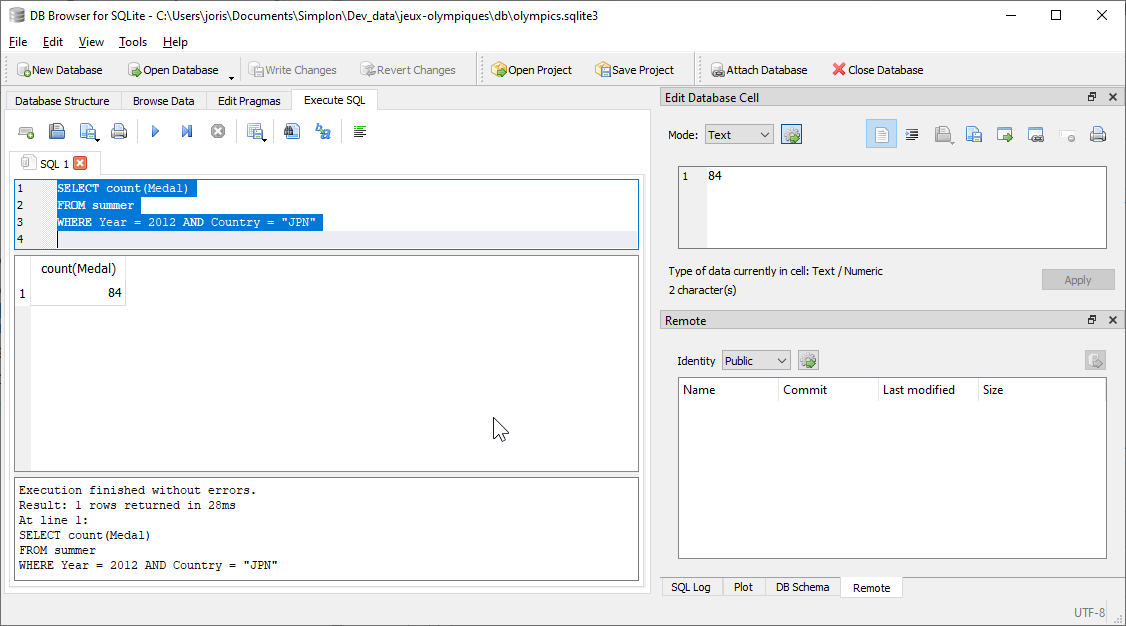 DB Browser for SQLite - C:\Users\joris\Documents\Simplon\Dev_data\jeux-olympiques\db\olympics.sqlite3
File Edit View Tools Help
New Database Open Database Write Changes Revert Changes Open Project Save Project Attach Database Close Database
Database Structure Browse Data Edit Pragmas Execute SQL
SQL 1
1 SELECT count(Medal)
2 FROM summer
3 WHERE Year = 2012 AND Country = "JPN"
4
count(Medal)
1 84
Execution finished without errors.
Result: 1 rows returned in 28ms
At line 1:
SELECT count(Medal)
FROM summer
WHERE Year = 2012 AND Country = "JPN"
Edit Database Cell
Mode: Text
1 84
Type of data currently in cell: Text / Numeric
2 character(s)
Apply
Remote
Identity Public
Name Commit Last modified Size
SQL Log Plot DB Schema Remote
UTF-8